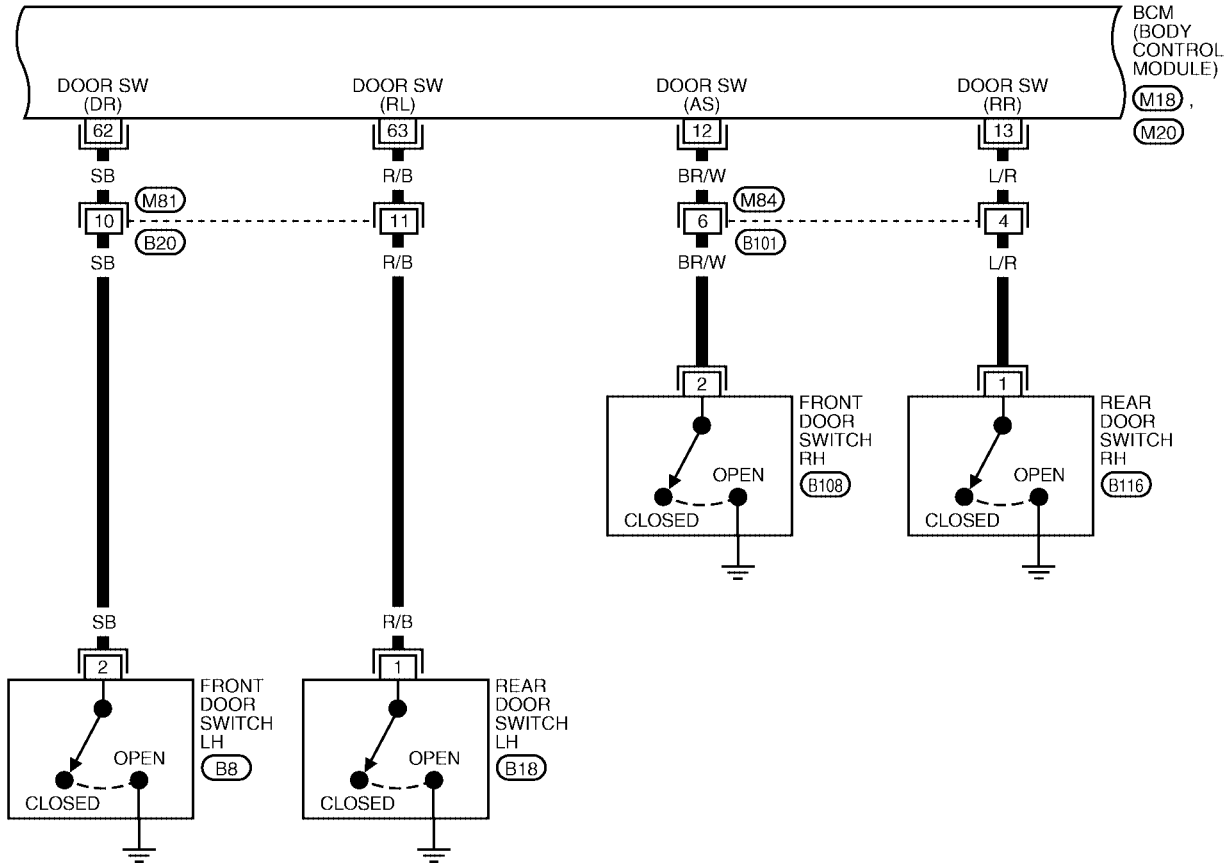 BCM
(BODY
CONTROL
MODULE)
M18 ,
M20
DOOR SW
(DR)
DOOR SW
(RL)
DOOR SW
(AS)
DOOR SW
(RR)
62
63
12
13
SB
R/B
BR/W
L/R
M81
M84
10
11
6
4
B20
B101
SB
R/B
BR/W
L/R
2
FRONT
DOOR
SWITCH
RH
B108
OPEN
CLOSED
1
REAR
DOOR
SWITCH
RH
B116
OPEN
CLOSED
SB
R/B
2
FRONT
DOOR
SWITCH
LH
B8
OPEN
CLOSED
1
REAR
DOOR
SWITCH
LH
B18
OPEN
CLOSED